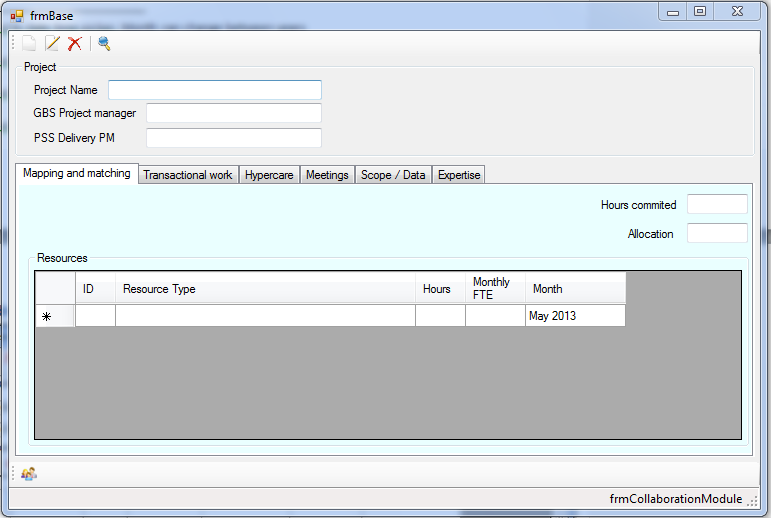 frmBase
Project
Project Name
GBS Project manager
PSS Delivery PM
Mapping and matching Transactional work Hypercare Meetings Scope / Data Expertise
Hours commited
Allocation
Resources
ID Resource Type Hours Monthly FTE Month
May 2013
frmCollaborationModule